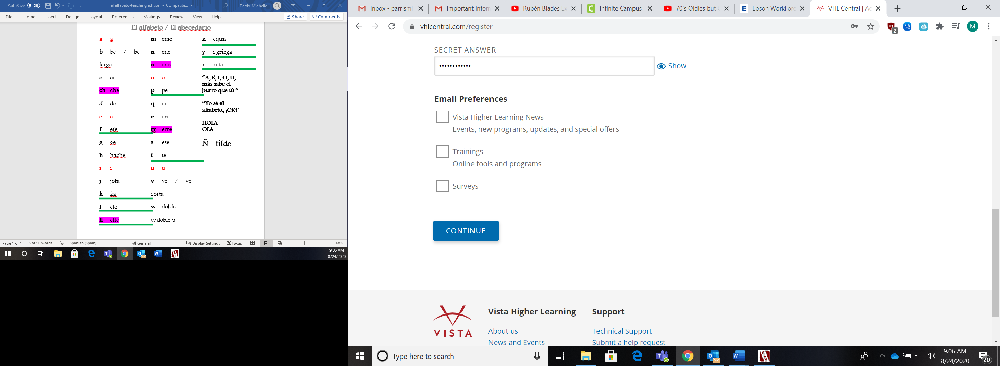 AutoSave Off
el alfabeto-teaching edition - Compatibi...
Parris, Michelle J
File Home Insert Design Layout References Mailings Review View Help
Share Comments
El alfabeto / El abecedario
a a
b be / be
larga
c ce
ch che
d de
e e
f efe
g ge
h hache
i i
j jota
k ka
l ele
ll elle
m eme
n ene
ñ eñe
o o
p pe
q cu
r ere
rr erre
s ese
t te
u u
v ve / ve
corta
w doble
v/doble u
x equis
y i griega
z zeta
“A, E, I, O, U,
más sabe el
burro que tú.”
“Yo sé el
alfabeto, ¡Olé!”
HOLA
OLA
Ñ ~ tilde
Page 1 of 1 5 of 90 words Spanish (Spain) General Display Settings Focus 68%
9:06 AM
8/24/2020
Inbox - parrismi
Important Inform
Rubén Blades Ex
Infinite Campus
70's Oldies but G
Epson WorkForc
VHL Central | Ac
vhlcentral.com/register
2
M
SECRET ANSWER
Show
Email Preferences
Vista Higher Learning News
Events, new programs, updates, and special offers
Trainings
Online tools and programs
Surveys
CONTINUE
VISTA
Vista Higher Learning
About us
News and Events
Support
Technical Support
Submit a help request
Type here to search
9:06 AM
8/24/2020
20